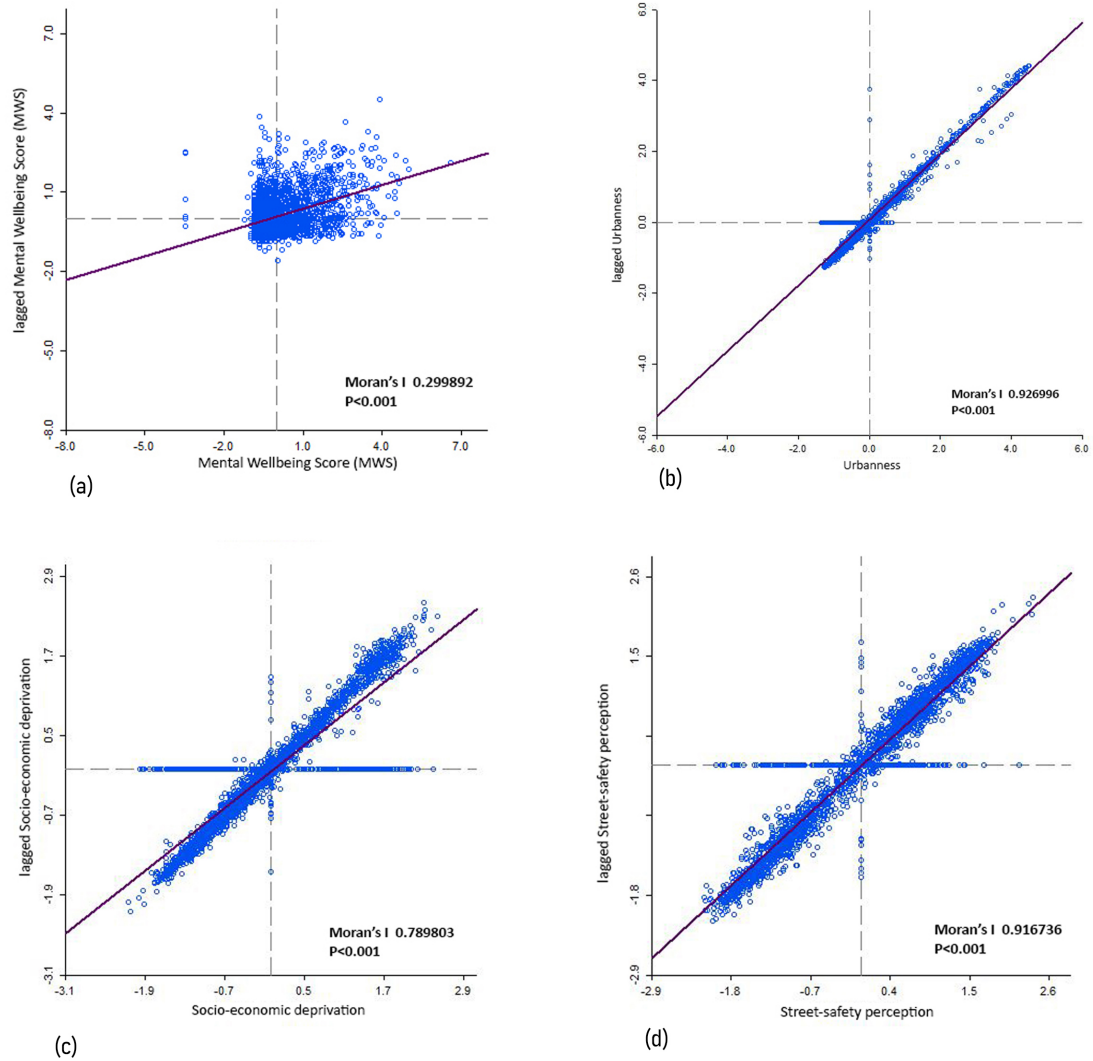 7.0
4.0
1.0
-2.0
-5.0
-8.0
lagged Mental Wellbeing Score (MWS)
Moran's I 0.299892
P<0.001
-8.0 -5.0 -2.0 1.0 4.0 7.0
Mental Wellbeing Score (MWS)
(a)
6.0
4.0
2.0
0.0
-2.0
-4.0
-6.0
lagged Urbanness
Moran's I 0.926996
P<0.001
-6.0 -4.0 -2.0 0.0 2.0 4.0 6.0
Urbanness
(b)
2.9
1.7
0.5
-0.7
-1.9
-3.1
lagged Socio-economic deprivation
Moran's I 0.789803
P<0.001
-3.1 -1.9 -0.7 0.5 1.7 2.9
Socio-economic deprivation
(c)
2.6
1.5
-1.8
-2.9
lagged Street-safety perception
Moran's I 0.916736
P<0.001
-2.9 -1.8 0.4 1.5 2.6
Street-safety perception
(d)